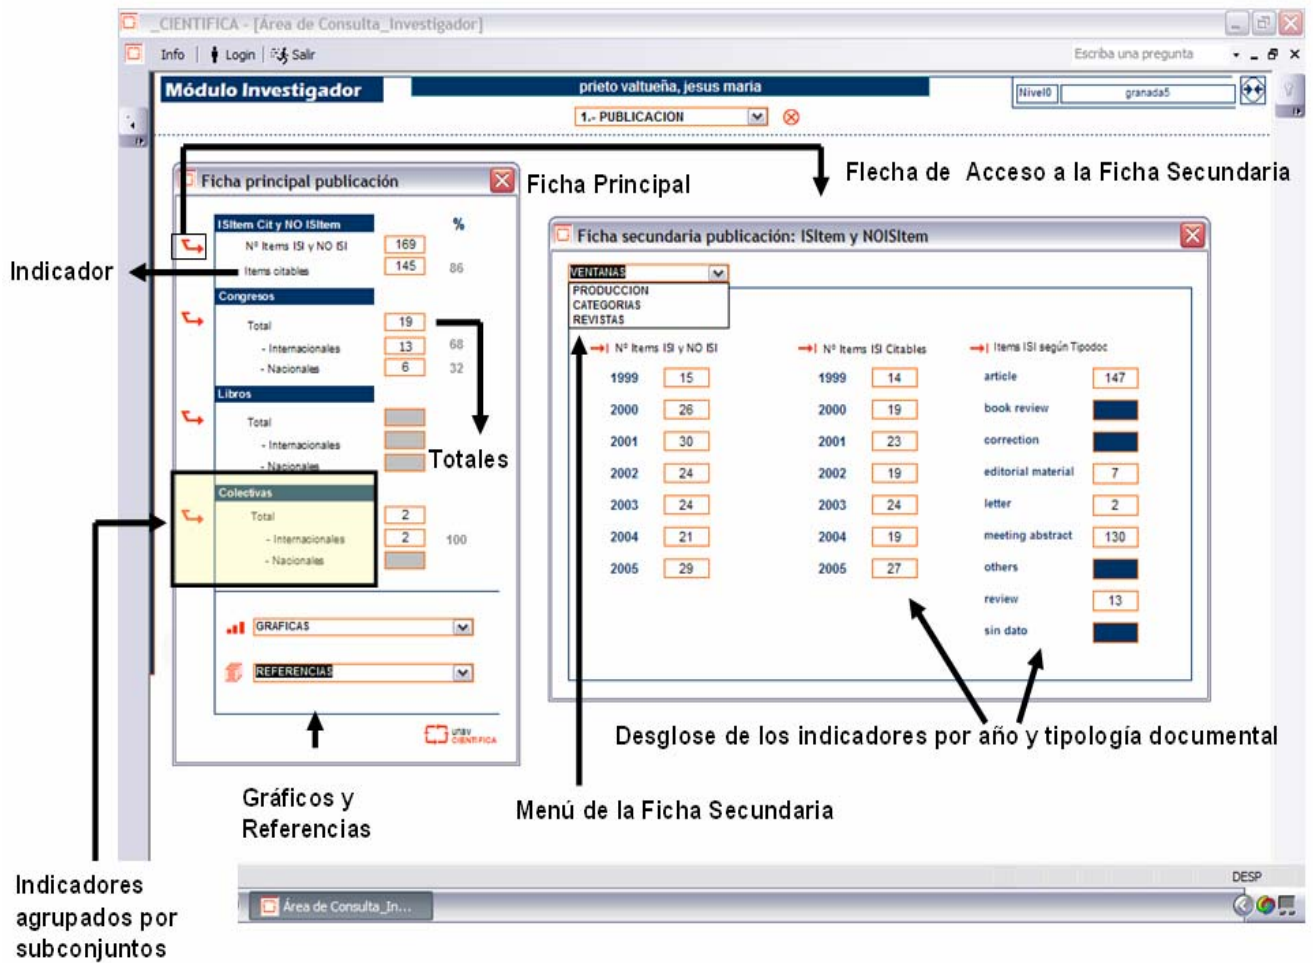 _CIENTIFICA - [Área de Consulta_Investigador]
Info Login Salir Escriba una pregunta
Módulo Investigador prieto valtueña, jesus maria Nivel0 granada5
1.- PUBLICACION
Flecha de Acceso a la Ficha Secundaria
Ficha principal publicación
Ficha Principal
ISItem Cit y NO ISItem %
Nº Items ISI y NO ISI 169
Items citables 145 86
Indicador
Congresos
Total 19
- Internacionales 13 68
- Nacionales 6 32
Libros
Total
- Internacionales
- Nacionales
Totales
Colectivas
Total 2
- Internacionales 2 100
- Nacionales
GRAFICAS
REFERENCIAS
unav
CIENTIFICA
Gráficos y
Referencias
Indicadores
agrupados por
subconjuntos
Ficha secundaria publicación: ISItem y NOISItem
VENTANAS
PRODUCCION
CATEGORIAS
REVISTAS
Nº Items ISI y NO ISI Nº Items ISI Citables Items ISI según Tipodoc
1999 15 1999 14 article 147
2000 26 2000 19 book review
2001 30 2001 23 correction
2002 24 2002 19 editorial material 7
2003 24 2003 24 letter 2
2004 21 2004 19 meeting abstract 130
2005 29 2005 27 others
review 13
sin dato
Desglose de los indicadores por año y tipología documental
Menú de la Ficha Secundaria
DESP
Área de Consulta_In...